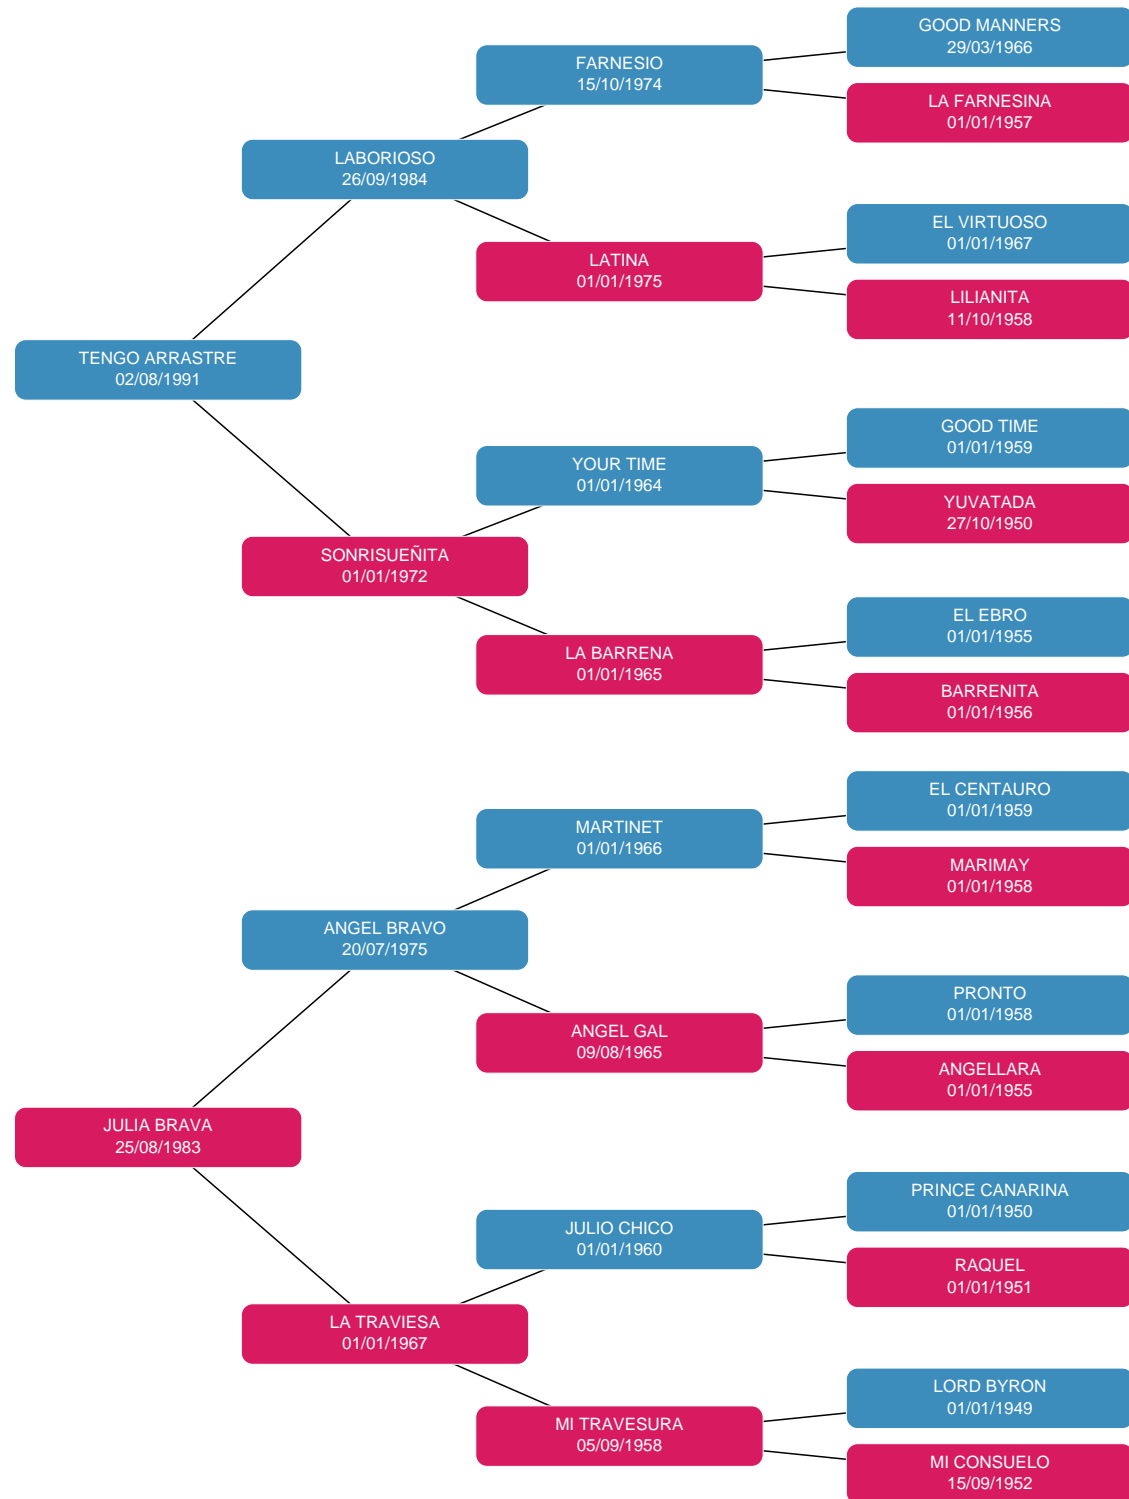 GOOD MANNERS
29/03/1966
FARNESIO
15/10/1974
LA FARNESINA
01/01/1957
LABORIOSO
26/09/1984
EL VIRTUOSO
01/01/1967
LATINA
01/01/1975
LILIANITA
11/10/1958
TENGO ARRASTRE
02/08/1991
GOOD TIME
01/01/1959
YOUR TIME
01/01/1964
YUVATADA
27/10/1950
SONRISUEÑITA
01/01/1972
EL EBRO
01/01/1955
LA BARRENA
01/01/1965
BARRENITA
01/01/1956
EL CENTAURO
01/01/1959
MARTINET
01/01/1966
MARIMAY
01/01/1958
ANGEL BRAVO
20/07/1975
PRONTO
01/01/1958
ANGEL GAL
09/08/1965
ANGELLARA
01/01/1955
JULIA BRAVA
25/08/1983
PRINCE CANARINA
01/01/1950
JULIO CHICO
01/01/1960
RAQUEL
01/01/1951
LA TRAVIESA
01/01/1967
LORD BYRON
01/01/1949
MI TRAVESURA
05/09/1958
MI CONSUELO
15/09/1952